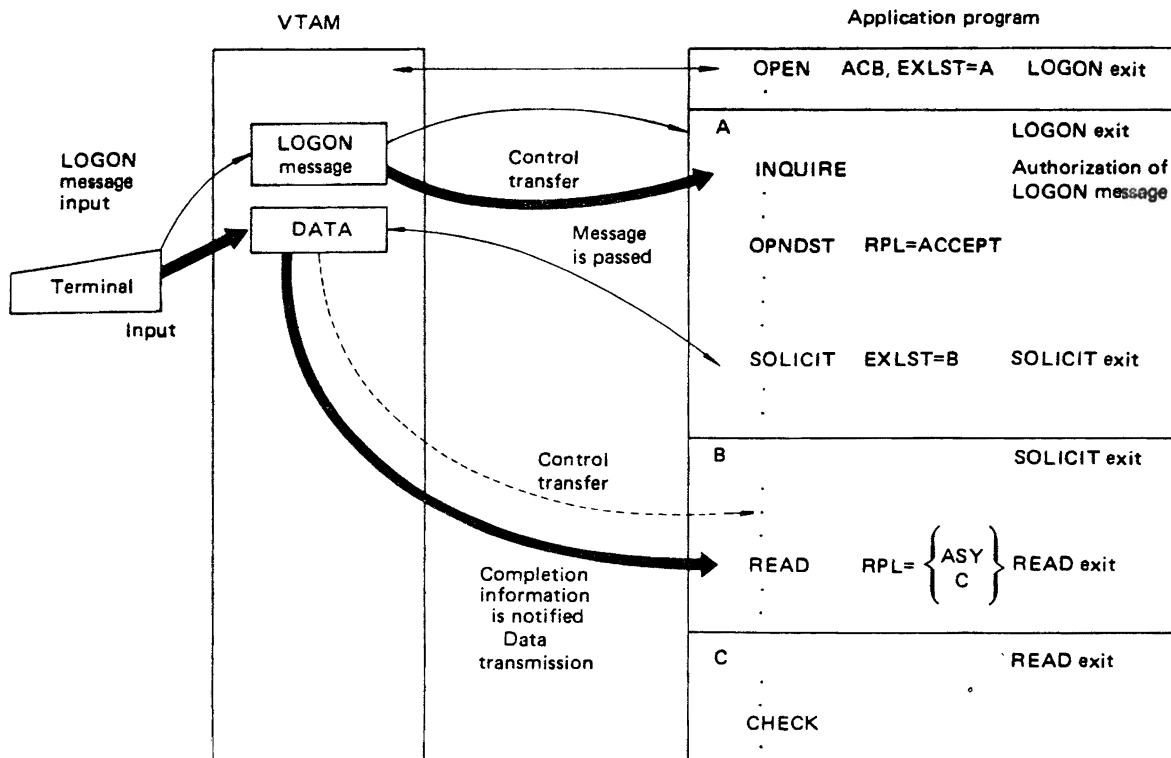 VTAM
Application program
OPEN ACB, EXLST=A LOGON exit
LOGON
message
input
LOGON
message
Control
transfer
A LOGON exit
INQUIRE Authorization of
LOGON message
DATA
Message
is passed
OPNDST RPL=ACCEPT
Terminal
Input
SOLICIT EXLST=B SOLICIT exit
B SOLICIT exit
Control
transfer
READ RPL= { ASY
C } READ exit
Completion
information
is notified
Data
transmission
C READ exit
CHECK